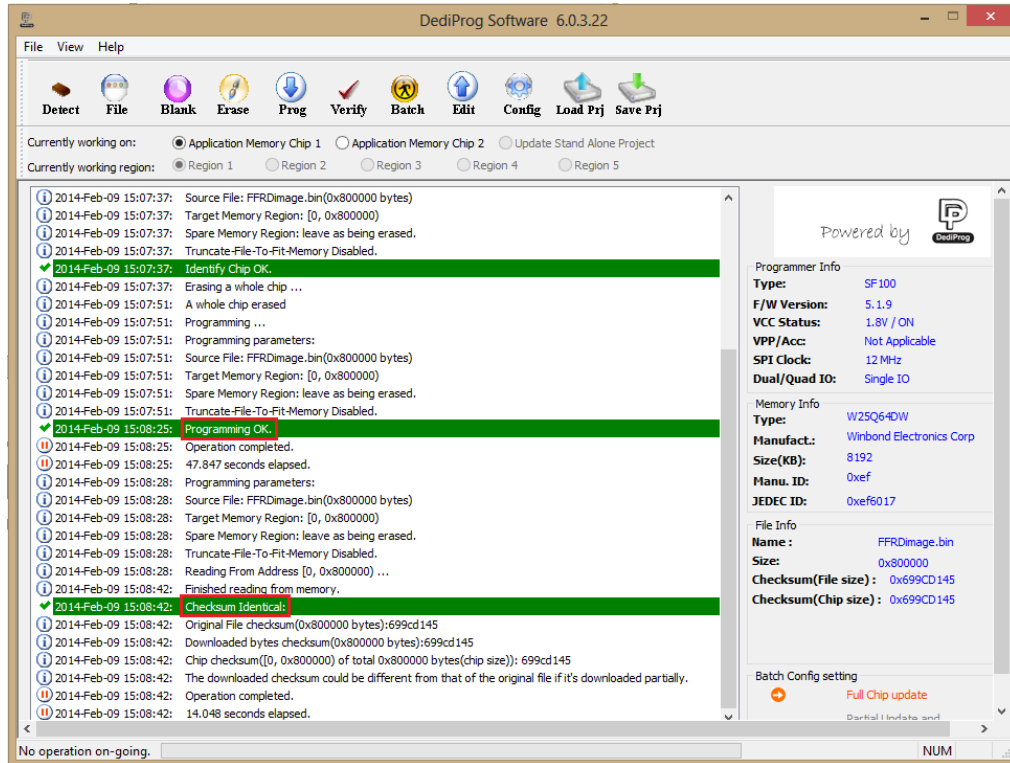 DediProg Software 6.0.3.22
File View Help
Detect File Blank Erase Prog Verify Batch Edit Config Load Prj Save Prj
Currently working on: Application Memory Chip 1 Application Memory Chip 2 Update Stand Alone Project
Currently working region: Region 1 Region 2 Region 3 Region 4 Region 5
2014-Feb-09 15:07:37: Source File: FFRDimage.bin(0x800000 bytes)
2014-Feb-09 15:07:37: Target Memory Region: [0, 0x800000)
2014-Feb-09 15:07:37: Spare Memory Region: leave as being erased.
2014-Feb-09 15:07:37: Truncate-File-To-Fit-Memory Disabled.
2014-Feb-09 15:07:37: Identify Chip OK.
2014-Feb-09 15:07:37: Erasing a whole chip ...
2014-Feb-09 15:07:51: A whole chip erased
2014-Feb-09 15:07:51: Programming ...
2014-Feb-09 15:07:51: Programming parameters:
2014-Feb-09 15:07:51: Source File: FFRDimage.bin(0x800000 bytes)
2014-Feb-09 15:07:51: Target Memory Region: [0, 0x800000)
2014-Feb-09 15:07:51: Spare Memory Region: leave as being erased.
2014-Feb-09 15:07:51: Truncate-File-To-Fit-Memory Disabled.
2014-Feb-09 15:08:25: Programming OK.
2014-Feb-09 15:08:25: Operation completed.
2014-Feb-09 15:08:25: 47.847 seconds elapsed.
2014-Feb-09 15:08:28: Programming parameters:
2014-Feb-09 15:08:28: Source File: FFRDimage.bin(0x800000 bytes)
2014-Feb-09 15:08:28: Target Memory Region: [0, 0x800000)
2014-Feb-09 15:08:28: Spare Memory Region: leave as being erased.
2014-Feb-09 15:08:28: Truncate-File-To-Fit-Memory Disabled.
2014-Feb-09 15:08:28: Reading From Address [0, 0x800000) ...
2014-Feb-09 15:08:42: Finished reading from memory.
2014-Feb-09 15:08:42: Checksum Identical:
2014-Feb-09 15:08:42: Original File checksum(0x800000 bytes):699cd145
2014-Feb-09 15:08:42: Downloaded bytes checksum(0x800000 bytes):699cd145
2014-Feb-09 15:08:42: Chip checksum([0, 0x800000) of total 0x800000 bytes(chip size)): 699cd145
2014-Feb-09 15:08:42: The downloaded checksum could be different from that of the original file if it's downloaded partially.
2014-Feb-09 15:08:42: Operation completed.
2014-Feb-09 15:08:42: 14.048 seconds elapsed.
Powered by DediProg
Programmer Info
Type: SF100
F/W Version: 5.1.9
VCC Status: 1.8V / ON
VPP/Acc: Not Applicable
SPI Clock: 12 MHz
Dual/Quad IO: Single IO
Memory Info
Type: W25Q64DW
Manufact.: Winbond Electronics Corp
Size(KB): 8192
Manu. ID: 0xef
JEDEC ID: 0xef6017
File Info
Name : FFRDimage.bin
Size: 0x800000
Checksum(File size) : 0x699CD145
Checksum(Chip size) : 0x699CD145
Batch Config setting
Full Chip update
Partial Update and
No operation on-going. NUM